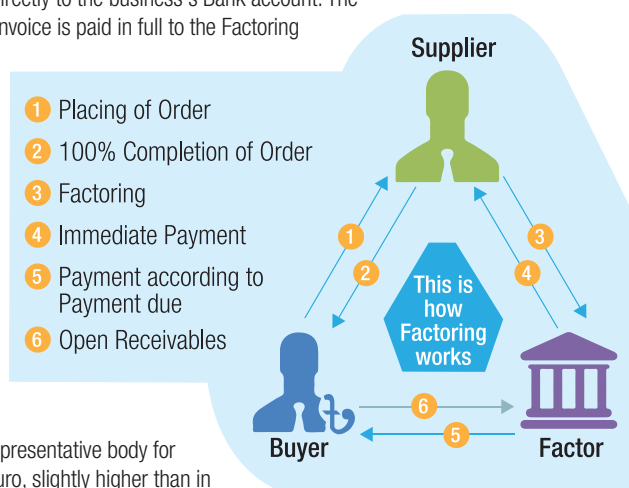 directly to the business's Bank account. The
nvoice is paid in full to the Factoring
Supplier
1 Placing of Order
2 100% Completion of Order
3 Factoring
4 Immediate Payment
5 Payment according to
Payment due
6 Open Receivables
1
2
3
4
This is
how
Factoring
works
6
5
Buyer
Factor
presentative body for
uro, slightly higher than in